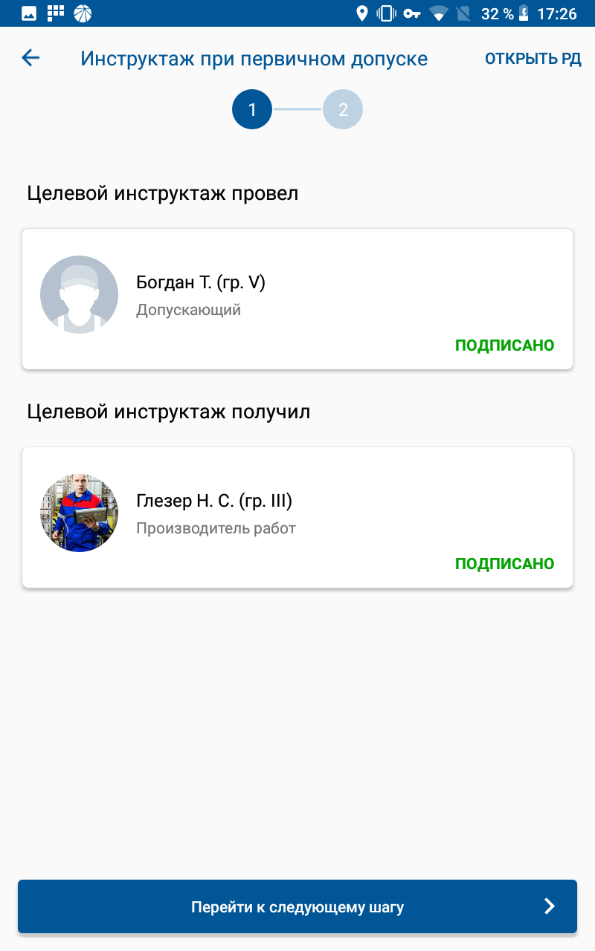 32 % 17:26
Инструктаж при первичном допуске ОТКРЫТЬ РД
1 2
Целевой инструктаж провел
Богдан Т. (гр. V)
Допускающий
ПОДПИСАНО
Целевой инструктаж получил
Глезер Н. С. (гр. III)
Производитель работ
ПОДПИСАНО
Перейти к следующему шагу